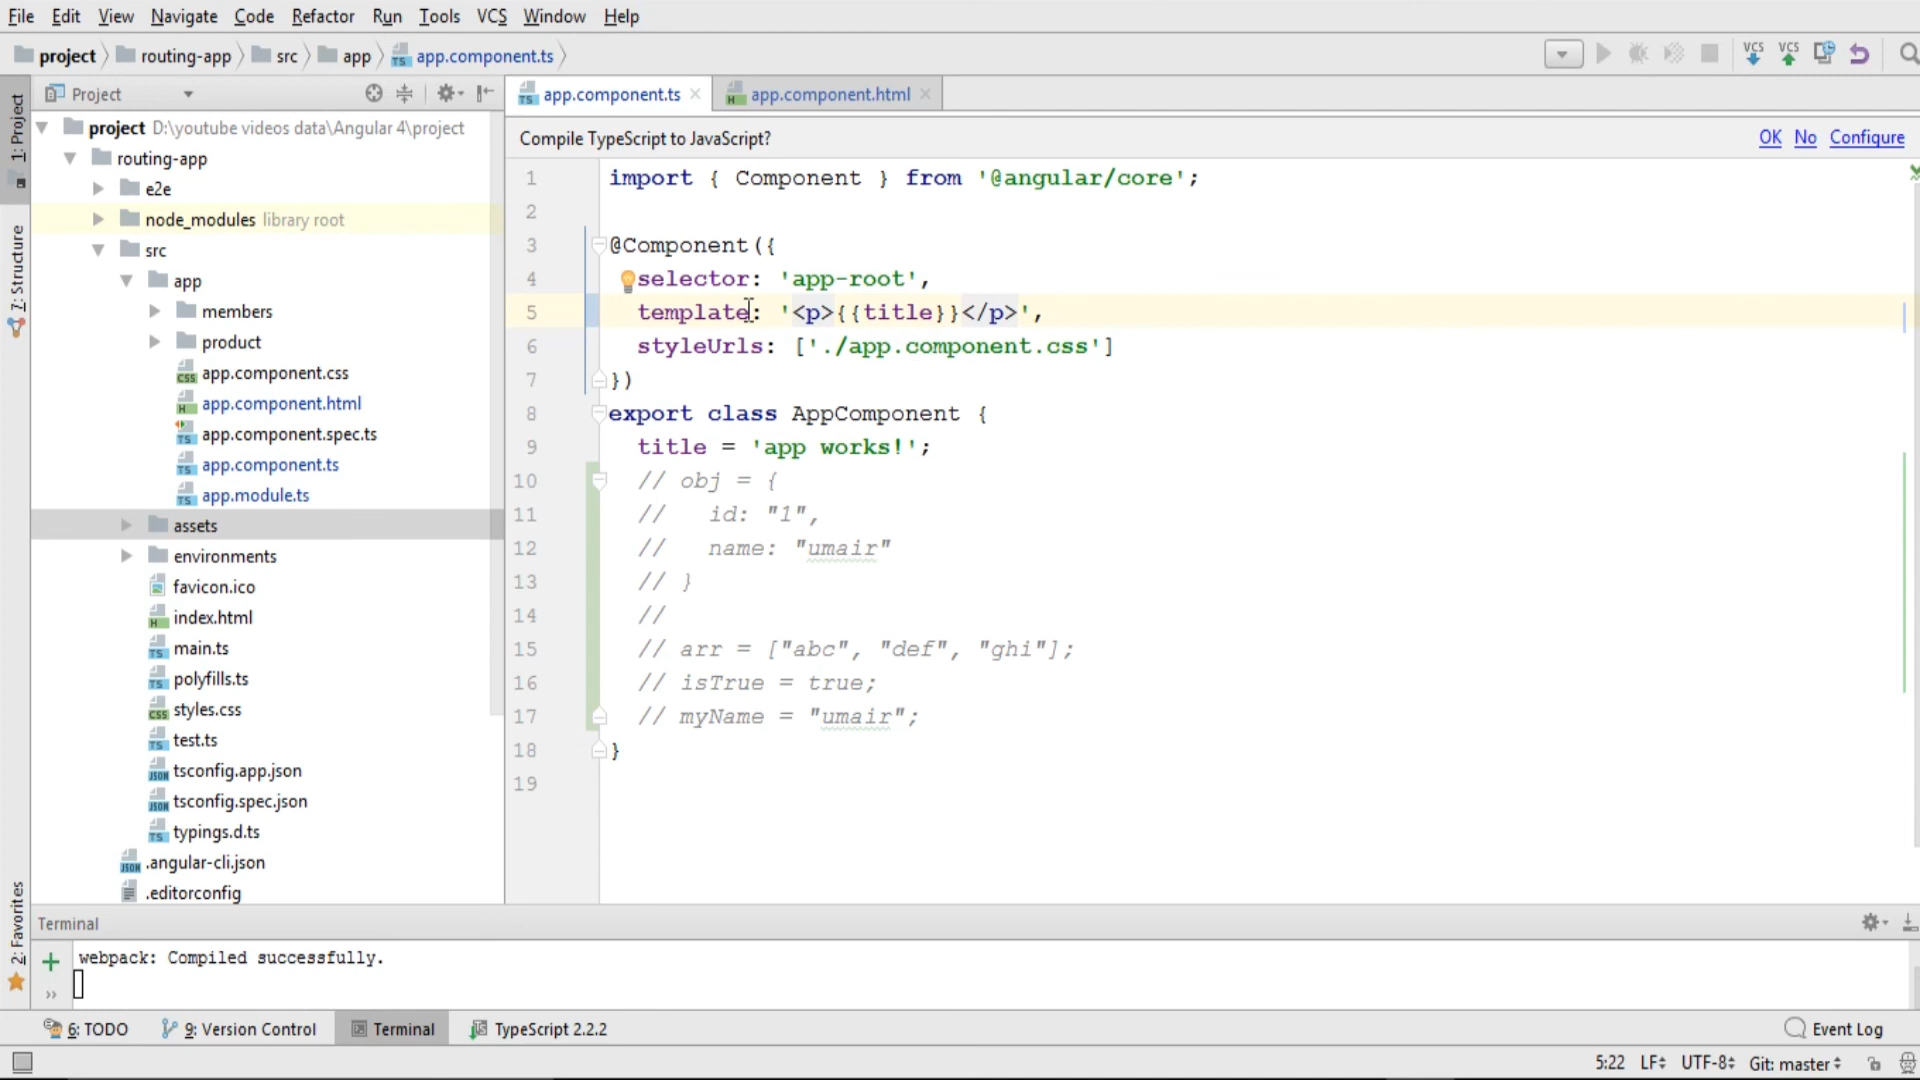 File Edit View Navigate Code Refactor Run Tools VCS Window Help
project routing-app src app app.component.ts
VCS VCS
1: Project
7: Structure
2: Favorites
Project
project D:\youtube videos data\Angular 4\project
routing-app
e2e
node_modules library root
src
app
members
product
app.component.css
app.component.html
app.component.spec.ts
app.component.ts
app.module.ts
assets
environments
favicon.ico
index.html
main.ts
polyfills.ts
styles.css
test.ts
tsconfig.app.json
tsconfig.spec.json
typings.d.ts
.angular-cli.json
.editorconfig
app.component.ts app.component.html
Compile TypeScript to JavaScript? OK No Configure
1 import { Component } from '@angular/core';
2
3 @Component({
4 selector: 'app-root',
5 template: '<p>{{title}}</p>',
6 styleUrls: ['./app.component.css']
7 })
8 export class AppComponent {
9 title = 'app works!';
10 // obj = {
11 // id: "1",
12 // name: "umair"
13 // }
14 //
15 // arr = ["abc", "def", "ghi"];
16 // isTrue = true;
17 // myName = "umair";
18 }
19
Terminal
webpack: Compiled successfully.
6: TODO 9: Version Control Terminal TypeScript 2.2.2 Event Log
5:22 LF UTF-8 Git: master